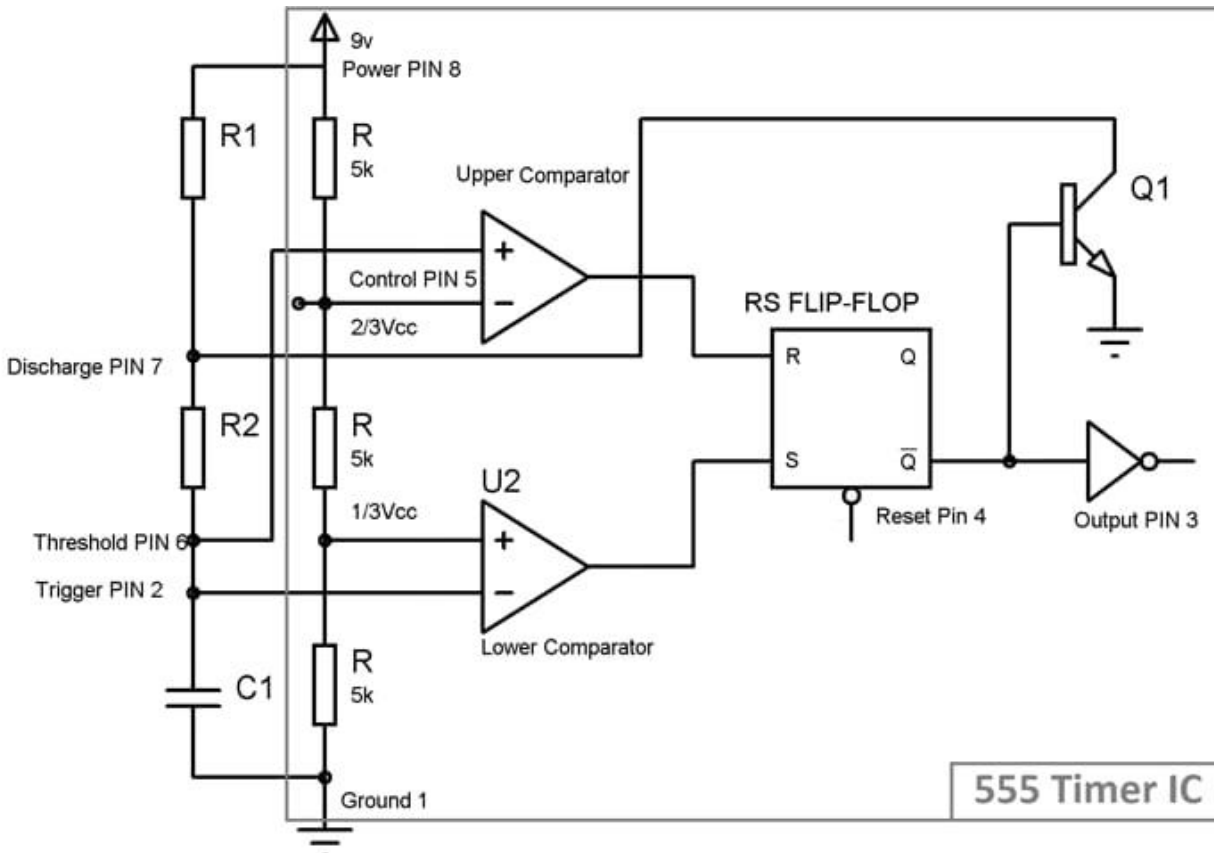 9v
Power PIN 8
R1
R
5k
Upper Comparator
Q1
+
Control PIN 5
−
2/3Vcc
RS FLIP-FLOP
R
Q
Discharge PIN 7
R2
R
5k
S
Q̅
U2
1/3Vcc
Reset Pin 4
Output PIN 3
Threshold PIN 6
+
Trigger PIN 2
−
Lower Comparator
R
5k
C1
Ground 1
555 Timer IC